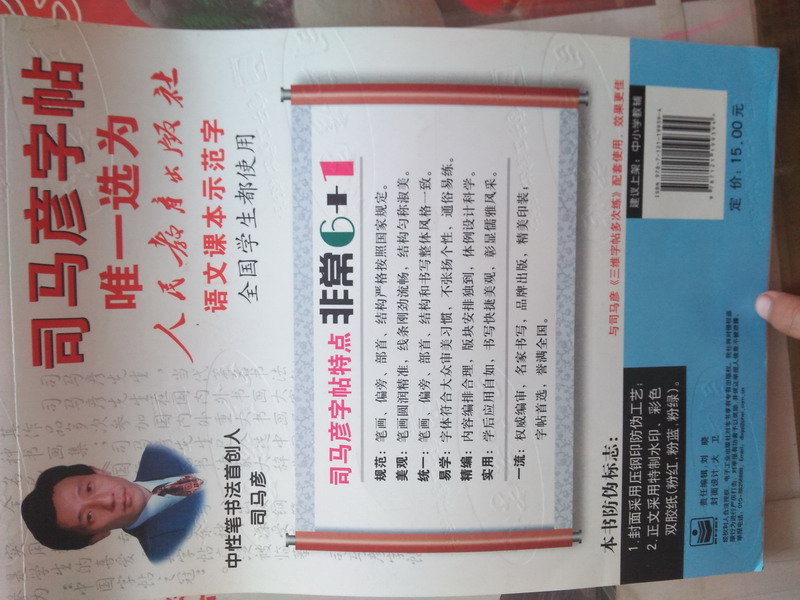 司马彦字帖
唯一选为
人民教育出版社
语文课本示范字
全国学生都使用
中性笔书法首创人
司马彦
司马彦字帖特点 非常6+1
规范：笔画、偏旁、部首、结构严格按照国家规定。
美观：笔画圆润精准，线条刚劲流畅，结构匀称淑美。
统一：笔画、偏旁、部首、结构和书写整体风格一致。
易学：字体符合大众审美习惯，不张扬个性，通俗易练。
精编：内容编排合理，版块安排独到，体例设计科学。
实用：学后应用自如，书写快捷美观，彰显儒雅风采。
一流：权威编审，名家书写，品牌出版，精美印装；
字帖首选，誉满全国。
与司马彦《三维字帖多次练》配套使用，效果更佳
本书防伪标志：
1.封面采用压钢印防伪工艺；
2.正文采用特制水印、彩色
双胶纸(粉红,粉蓝,粉绿)。
建议上架：中小学教辅
定价：15.00元
责任编辑 刘晓
封面设计 大卫